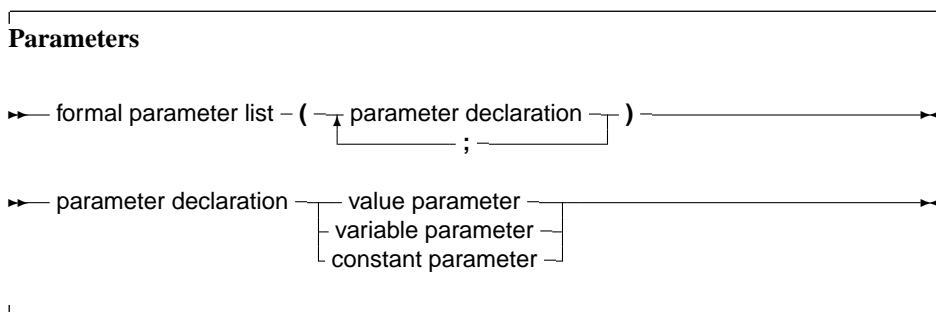 Parameters
formal parameter list ( parameter declaration )
;
parameter declaration value parameter
variable parameter
constant parameter